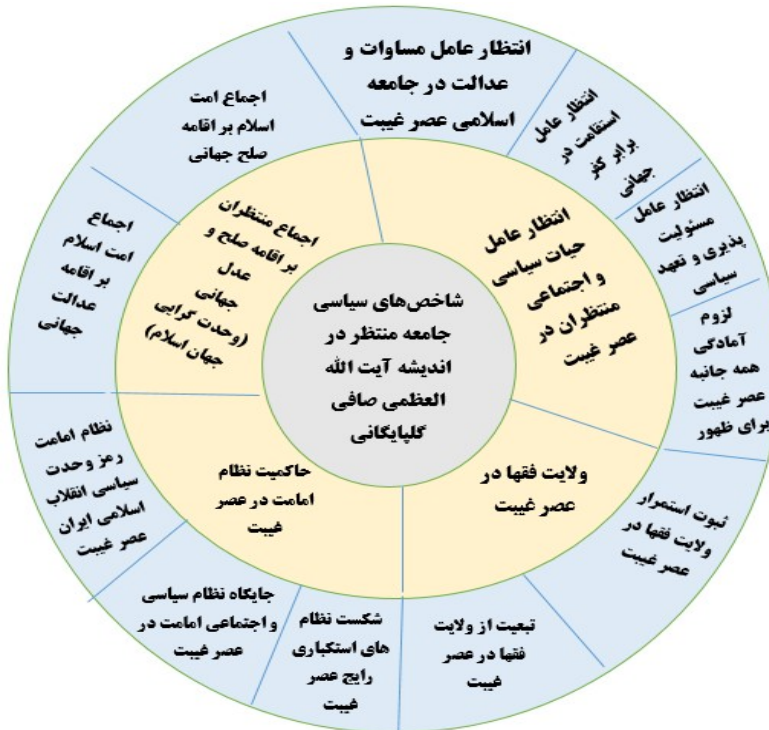 انتظار عامل مساوات و
عدالت در جامعه
اسلامی عصر غیبت
انتظار عامل
استقامت در
برابر کفر
جهانی
انتظار عامل
مسئولیت
پذیری و تعهد
سیاسی
لزوم
آمادگی
همه جانبه
عصر غیبت
برای ظهور
ثبوت استمرار
ولایت فقها در
عصر غیبت
تبعیت از ولایت
فقها در عصر
غیبت
شکست نظام
های استکباری
رایج عصر
غیبت
جایگاه نظام سیاسی
و اجتماعی امامت در
عصر غیبت
نظام امامت
رمز وحدت
سیاسی انقلاب
اسلامی ایران
عصر غیبت
اجماع
امت اسلام
بر اقامه
عدالت
جهانی
اجماع امت
اسلام بر اقامه
صلح جهانی
انتظار عامل
حیات سیاسی
و اجتماعی
منتظران در
عصر غیبت
ولایت فقها در
عصر غیبت
حاکمیت نظام
امامت در عصر
غیبت
اجماع منتظران
بر اقامه صلح و
عدل
جهانی
(وحدت گرایی
جهان اسلام)
شاخص‌های سیاسی
جامعه منتظر در
اندیشه آیت الله
العظمی صافی
گلپایگانی